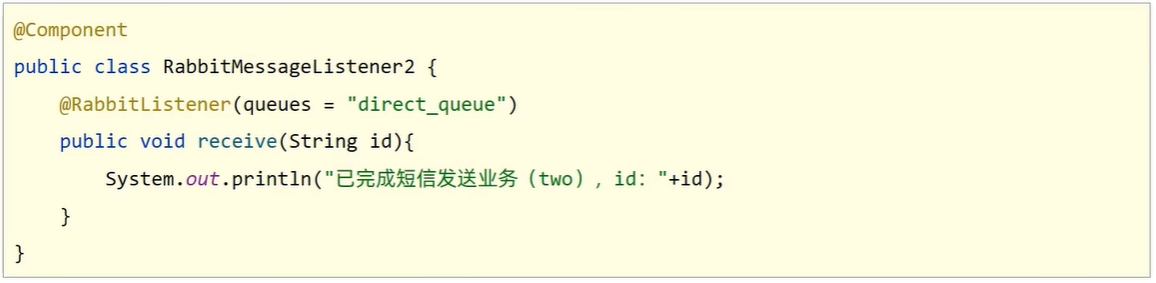 @Component
public class RabbitMessageListener2 {
    @RabbitListener(queues = "direct_queue")
    public void receive(String id){
        System.out.println("已完成短信发送业务（two），id："+id);
    }
}